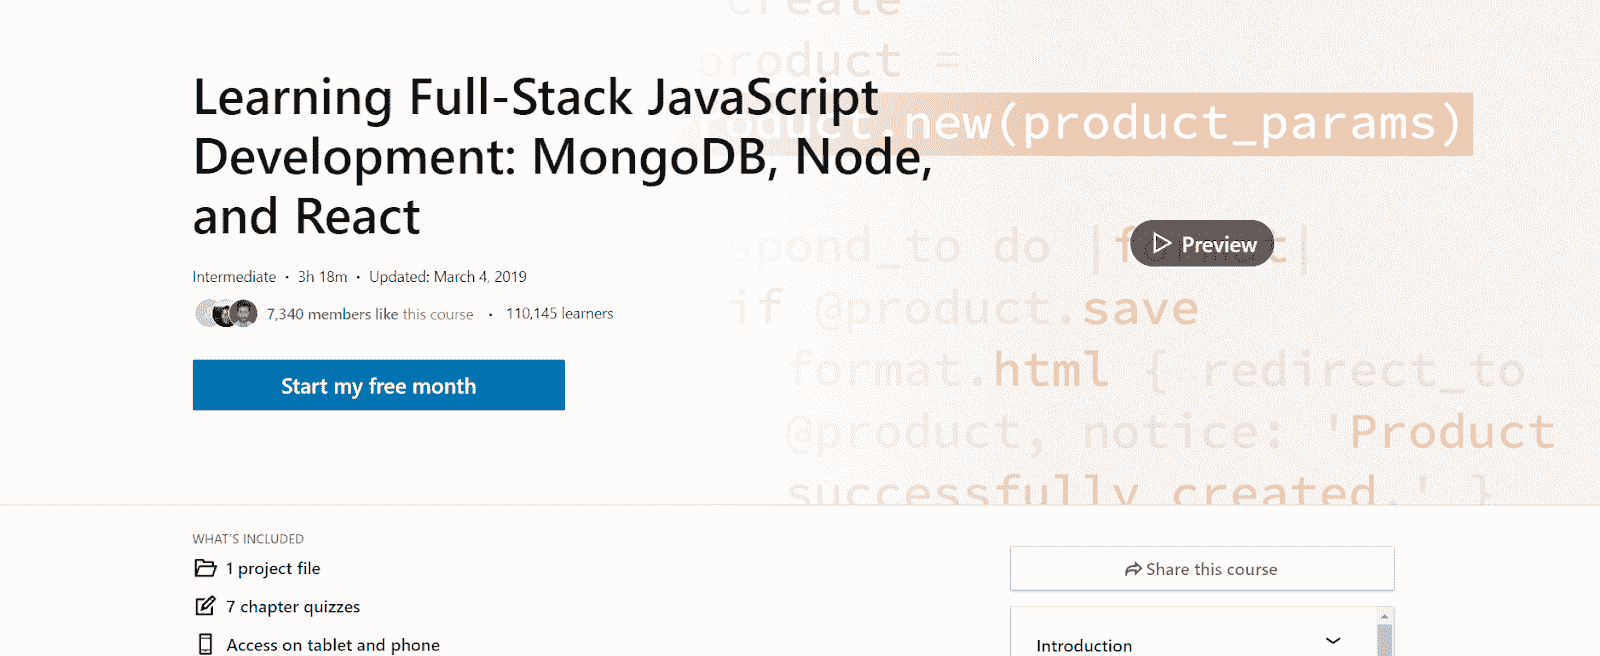 create
product =
Learning Full-Stack JavaScript
oduct.new(product_params)
Development: MongoDB, Node,
and React
spond_to do |format|
Preview
Intermediate • 3h 18m • Updated: March 4, 2019
7,340 members like this course • 110,145 learners
if @product.save
format.html { redirect_to
Start my free month
@product, notice: 'Product
successfully created.' }
WHAT'S INCLUDED
1 project file
7 chapter quizzes
Access on tablet and phone
Share this course
Introduction